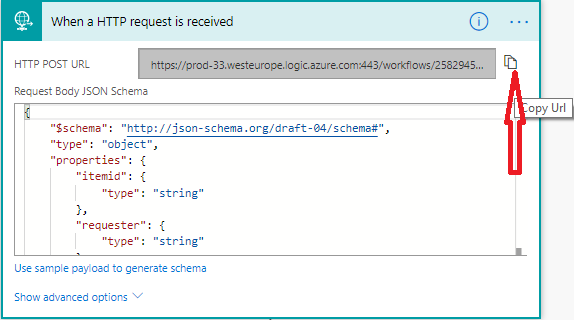 When a HTTP request is received
HTTP POST URL
https://prod-33.westeurope.logic.azure.com:443/workflows/2582945...
Copy Url
Request Body JSON Schema
{
"$schema": "http://json-schema.org/draft-04/schema#",
"type": "object",
"properties": {
"itemid": {
"type": "string"
},
"requester": {
"type": "string"
Use sample payload to generate schema
Show advanced options